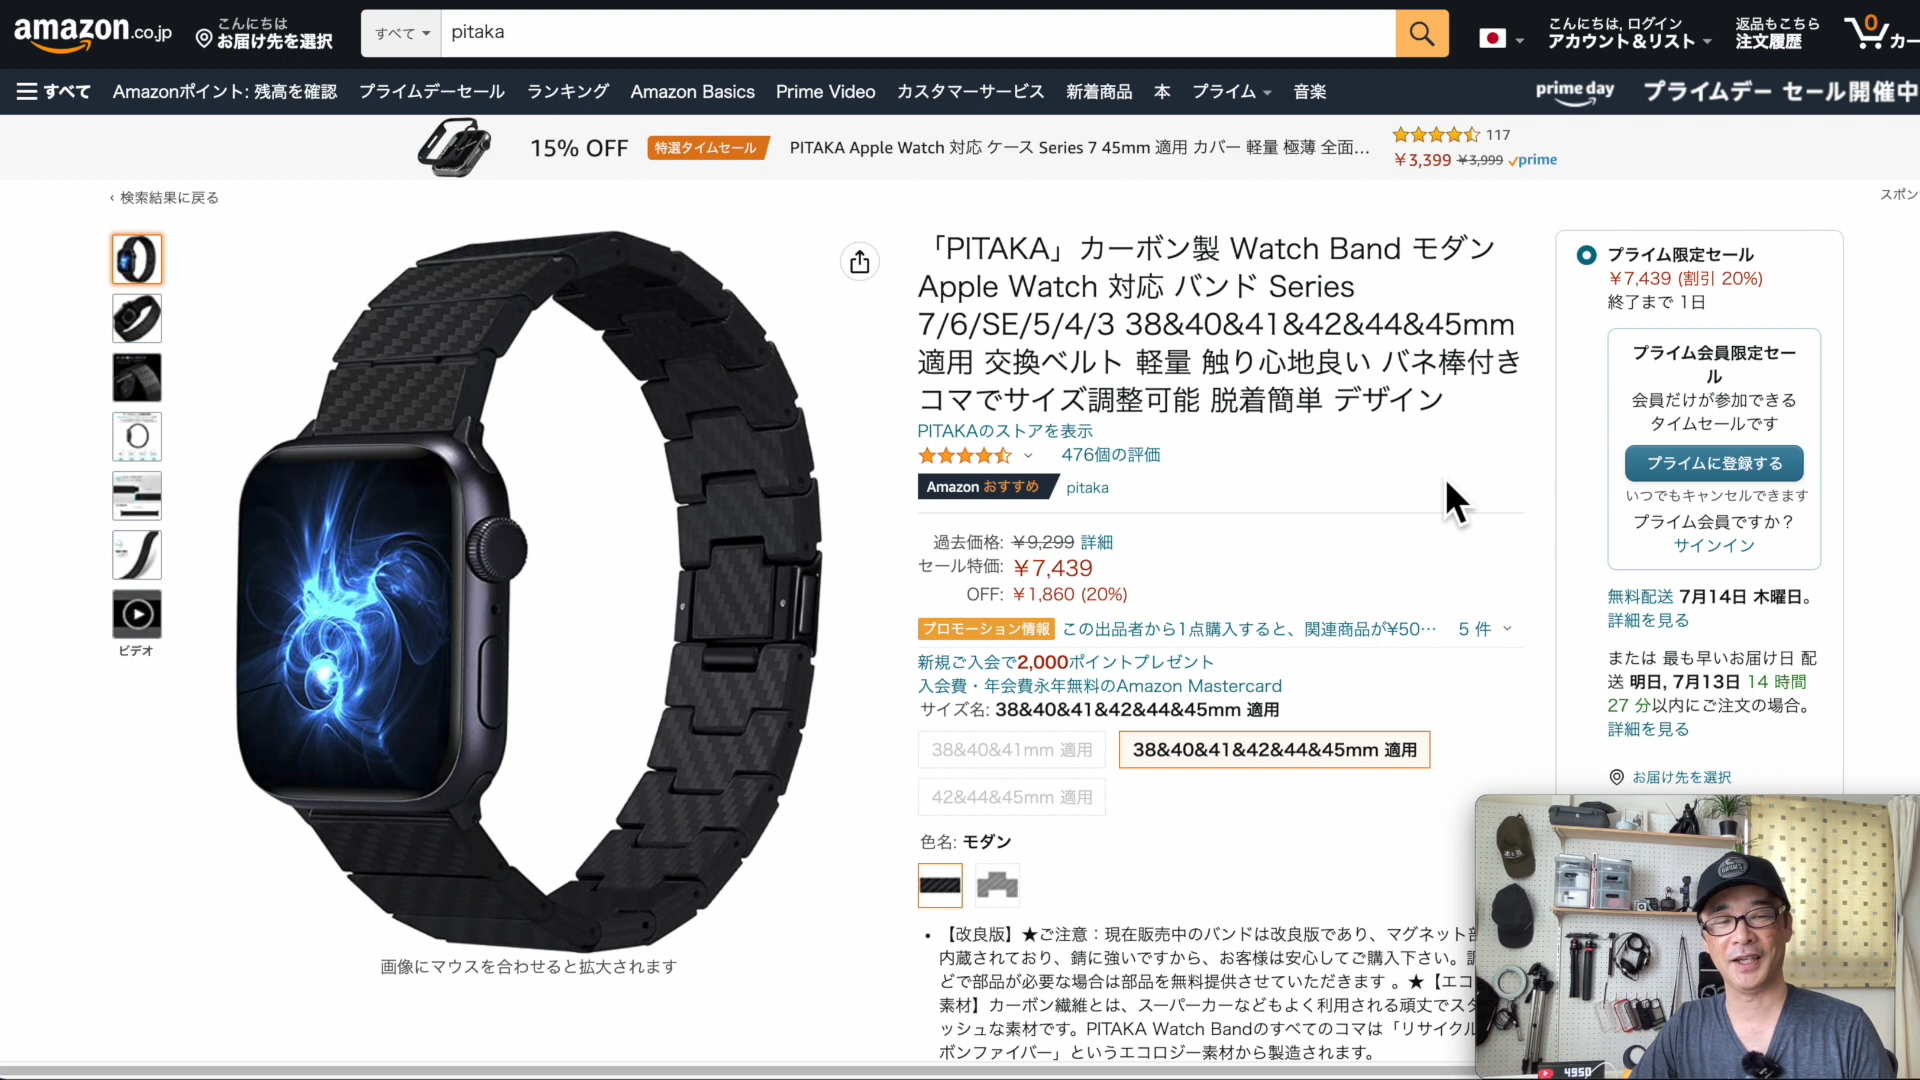 amazon.co.jp
こんにちは
お届け先を選択
すべて
pitaka
こんにちは, ログイン
アカウント＆リスト
返品もこちら
注文履歴
0
カー
すべて
Amazonポイント: 残高を確認
プライムデーセール
ランキング
Amazon Basics
Prime Video
カスタマーサービス
新着商品
本
プライム
音楽
prime day
プライムデー セール開催中
15% OFF
特選タイムセール
PITAKA Apple Watch 対応 ケース Series 7 45mm 適用 カバー 軽量 極薄 全面…
117
￥3,399 ￥3,999 prime
‹ 検索結果に戻る
スポン
「PITAKA」カーボン製 Watch Band モダン
Apple Watch 対応 バンド Series
7/6/SE/5/4/3 38&40&41&42&44&45mm
適用 交換ベルト 軽量 触り心地良い バネ棒付き
コマでサイズ調整可能 脱着簡単 デザイン
PITAKAのストアを表示
476個の評価
Amazon おすすめ
pitaka
過去価格: ￥9,299 詳細
セール特価: ￥7,439
OFF: ￥1,860 (20%)
プロモーション情報 この出品者から1点購入すると、関連商品が¥50… 5 件
新規ご入会で2,000ポイントプレゼント
入会費・年会費永年無料のAmazon Mastercard
サイズ名: 38&40&41&42&44&45mm 適用
38&40&41mm 適用
38&40&41&42&44&45mm 適用
42&44&45mm 適用
色名: モダン
• 【改良版】★ご注意：現在販売中のバンドは改良版であり、マグネット部
内蔵されており、錆に強いですから、お客様は安心してご購入下さい。調
どで部品が必要な場合は部品を無料提供させていただきます 。★【エコ
素材】カーボン繊維とは、スーパーカーなどもよく利用される頑丈でスタ
ッシュな素材です。PITAKA Watch Bandのすべてのコマは「リサイクル
ボンファイバー」というエコロジー素材から製造されます。
ビデオ
画像にマウスを合わせると拡大されます
プライム限定セール
￥7,439 (割引 20%)
終了まで 1日
プライム会員限定セー
ル
会員だけが参加できる
タイムセールです
プライムに登録する
いつでもキャンセルできます
プライム会員ですか？
サインイン
無料配送 7月14日 木曜日。
詳細を見る
または 最も早いお届け日 配
送 明日, 7月13日 14 時間
27 分以内にご注文の場合。
詳細を見る
お届け先を選択
4950